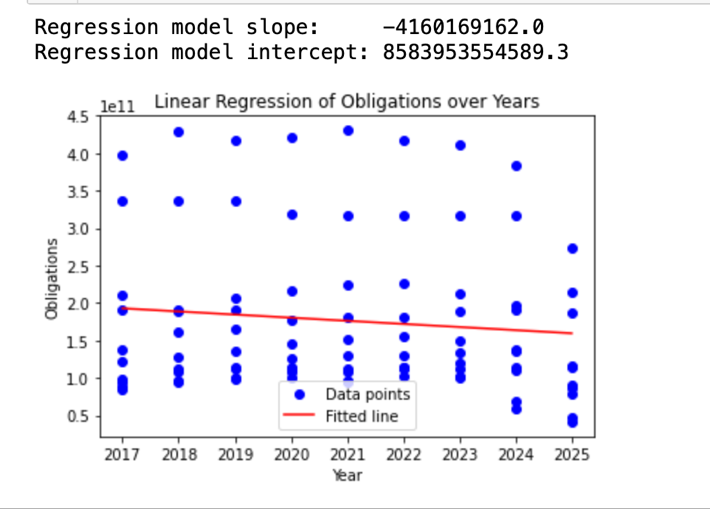 Regression model slope: -4160169162.0
Regression model intercept: 8583953554589.3
1e11 Linear Regression of Obligations over Years
4.5
4.0
3.5
3.0
2.5
2.0
1.5
1.0
0.5
Obligations
Data points
Fitted line
2017 2018 2019 2020 2021 2022 2023 2024 2025
Year